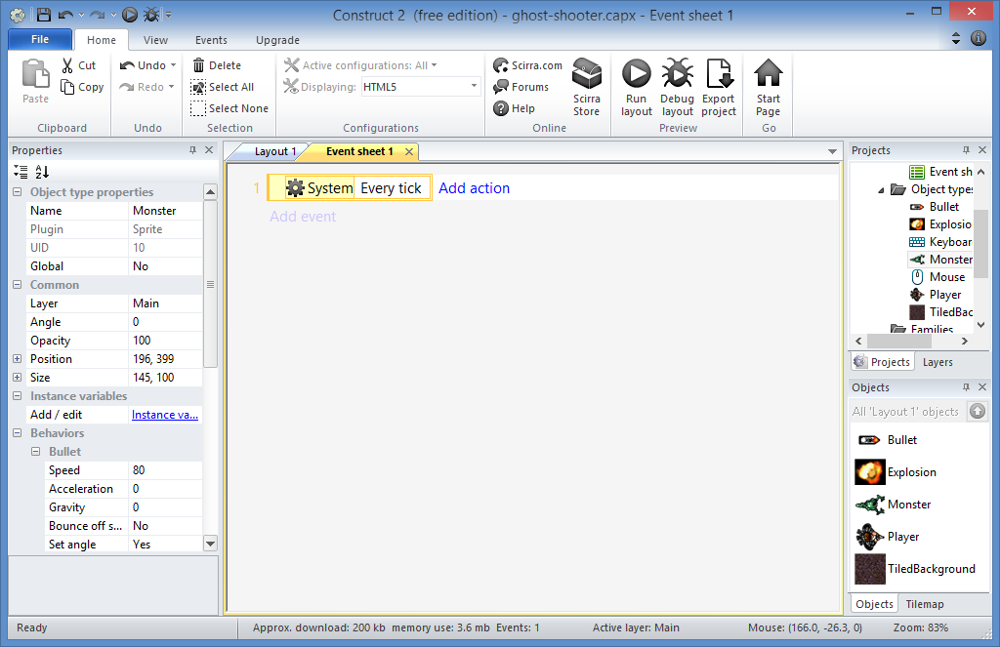 Construct 2  (free edition) - ghost-shooter.capx - Event sheet 1
File Home View Events Upgrade
Paste
Cut
Copy
Clipboard
Undo
Redo
Undo
Delete
Select All
Select None
Selection
Active configurations: All
Displaying: HTML5
Configurations
Scirra.com
Forums
Help
Scirra Store
Online
Run layout
Debug layout
Export project
Preview
Start Page
Go
Properties
Object type properties
Name Monster
Plugin Sprite
UID 10
Global No
Common
Layer Main
Angle 0
Opacity 100
Position 196, 399
Size 145, 100
Instance variables
Add / edit Instance va...
Behaviors
Bullet
Speed 80
Acceleration 0
Gravity 0
Bounce off s... No
Set angle Yes
Layout 1 Event sheet 1
1 System Every tick Add action
Add event
Projects
Event sh
Object types
Bullet
Explosio
Keyboar
Monster
Mouse
Player
TiledBac
Families
Projects Layers
Objects
All 'Layout 1' objects
Bullet
Explosion
Monster
Player
TiledBackground
Objects Tilemap
Ready Approx. download: 200 kb  memory use: 3.6 mb  Events: 1 Active layer: Main Mouse: (166.0, -26.3, 0) Zoom: 83%